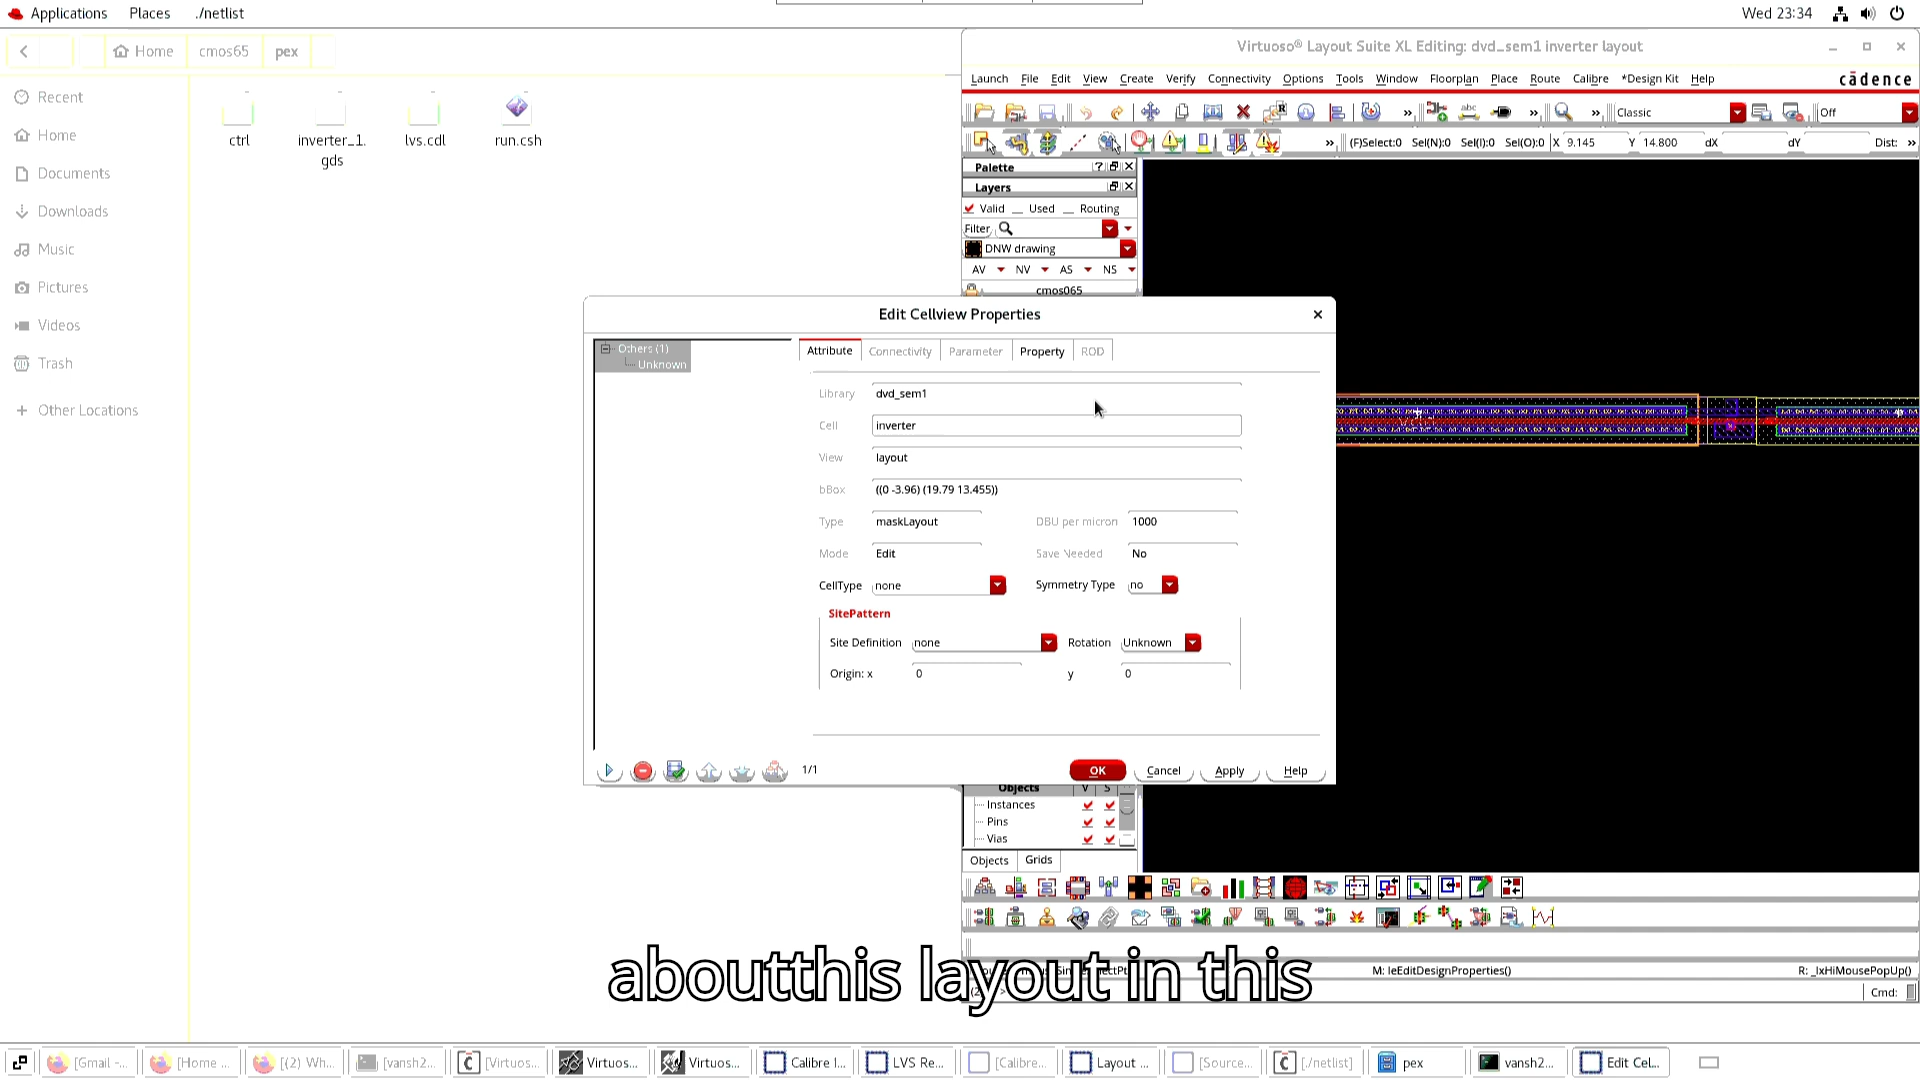 Applications Places ./netlist Wed 23:34
Home cmos65 pex
Virtuoso® Layout Suite XL Editing: dvd_sem1 inverter layout
Launch File Edit View Create Verify Connectivity Options Tools Window Floorplan Place Route Calibre *Design Kit Help cādence
Classic Off
(F)Select:0 Sel(N):0 Sel(I):0 Sel(O):0 X 9.145 Y 14.800 dX dY Dist: »
Recent
Home
Documents
Downloads
Music
Pictures
Videos
Trash
Other Locations
ctrl
inverter_1.
gds
lvs.cdl
run.csh
Palette
Layers
Valid Used Routing
Filter
DNW drawing
AV NV AS NS
cmos065
Edit Cellview Properties
Others (1)
Unknown
Attribute Connectivity Parameter Property ROD
Library dvd_sem1
Cell inverter
View layout
bBox ((0 -3.96) (19.79 13.455))
Type maskLayout DBU per micron 1000
Mode Edit Save Needed No
CellType none Symmetry Type no
SitePattern
Site Definition none Rotation Unknown
Origin: x 0 y 0
1/1 OK Cancel Apply Help
Objects V S
Instances
Pins
Vias
Objects Grids
aboutthis layout in this
M: leEditDesignProperties() R: _lxHiMousePopUp()
Cmd:
[Gmail -... [Home ... [(2) Wh... [vansh2... [Virtuos... Virtuos... Virtuos... Calibre I... LVS Re... [Calibre... Layout ... [Source... [./netlist] pex vansh2... Edit Cel...